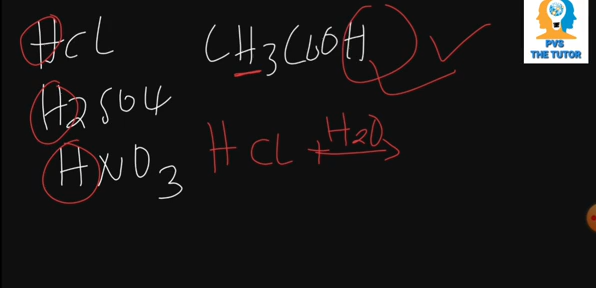 HCL
H2SO4
HNO3
CH3COOH
HCL + H2O
PVS
THE TUTOR